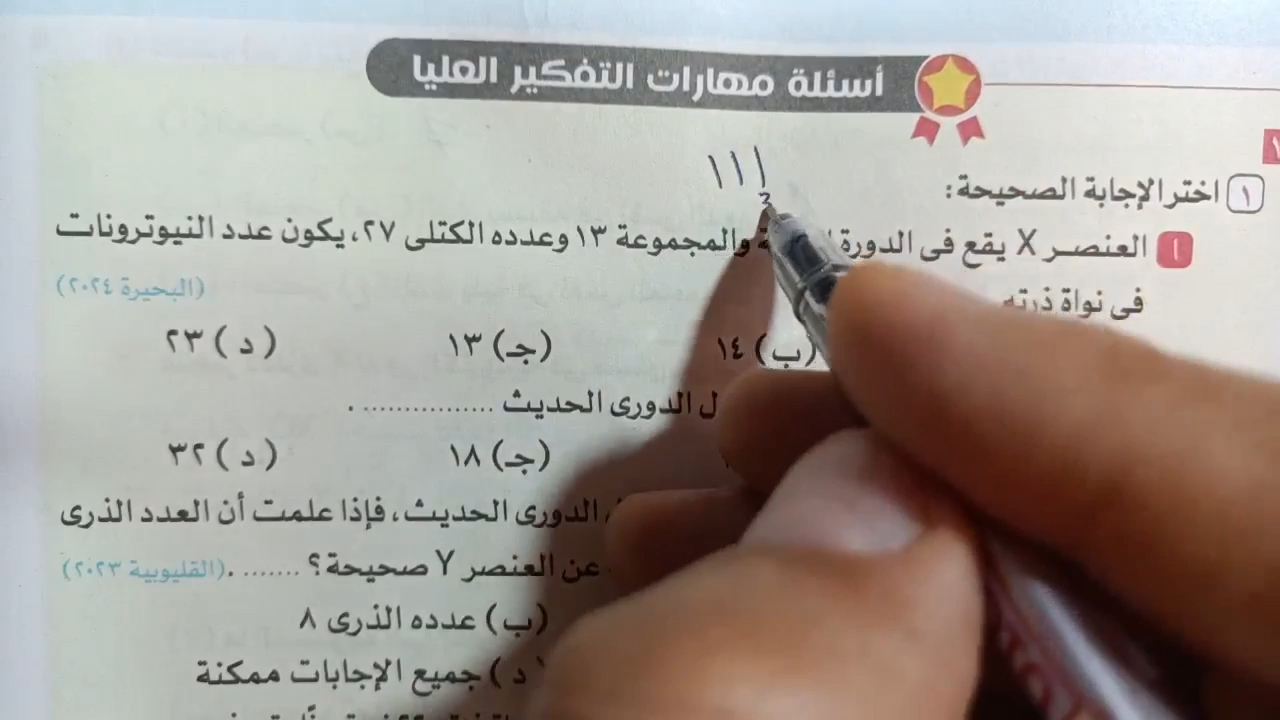 أسئلة مهارات التفكير العليا
١ اختر الإجابة الصحيحة :
١١١
3
أ العنصر X يقع فى الدورة والمجموعة ١٣ وعدده الكتلى ٢٧، يكون عدد النيوترونات
فى نواة ذرته
(البحيرة ٢٠٢٤)
(ب) ١٤ (جـ) ١٣ (د) ٢٣
الدورى الحديث ................ .
(جـ) ١٨ (د) ٣٢
الدورى الحديث، فإذا علمت أن العدد الذرى
عن العنصر Y صحيحة؟ ........ . (القليوبية ٢٠٢٣)
(ب) عدده الذرى ٨
(د) جميع الإجابات ممكنة